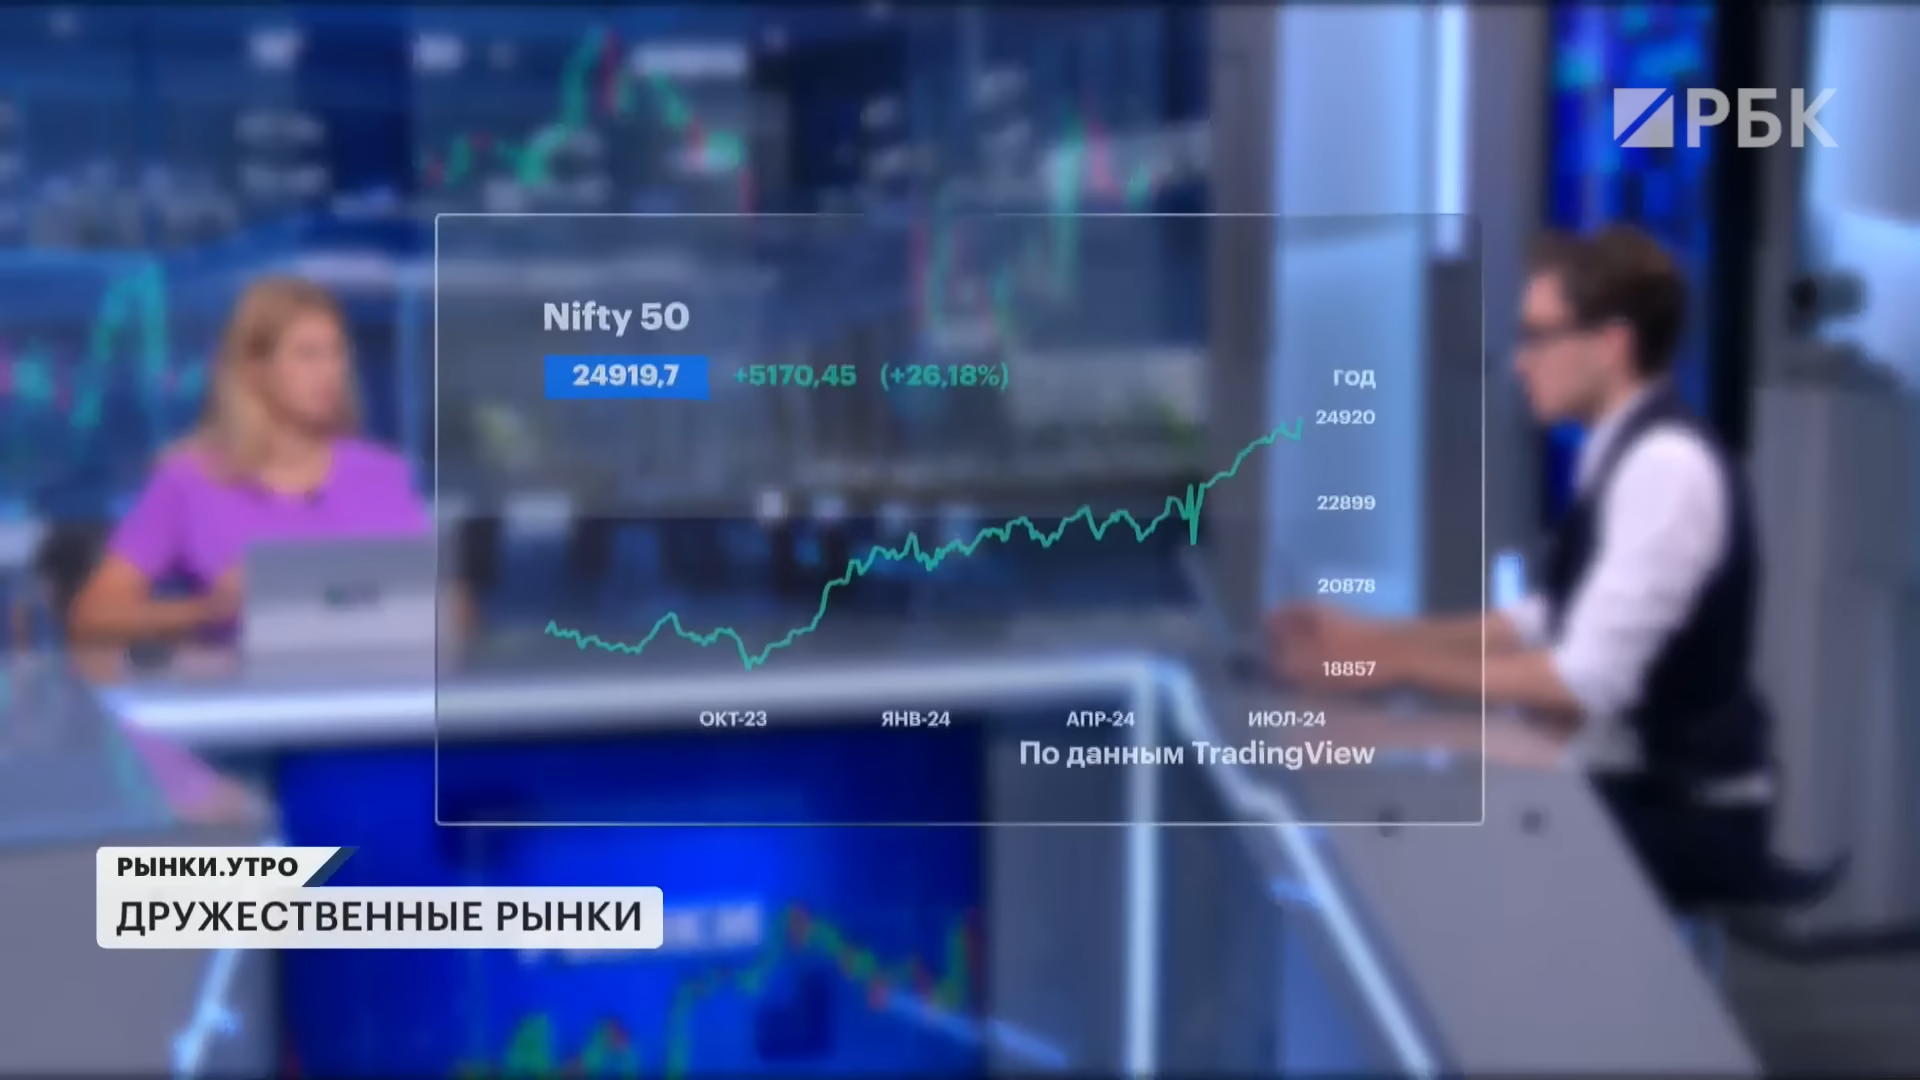 РБК
Nifty 50
24919,7 +5170,45 (+26,18%)
ГОД
24920
22899
20878
18857
ОКТ-23 ЯНВ-24 АПР-24 ИЮЛ-24
По данным TradingView
РЫНКИ.УТРО
ДРУЖЕСТВЕННЫЕ РЫНКИ